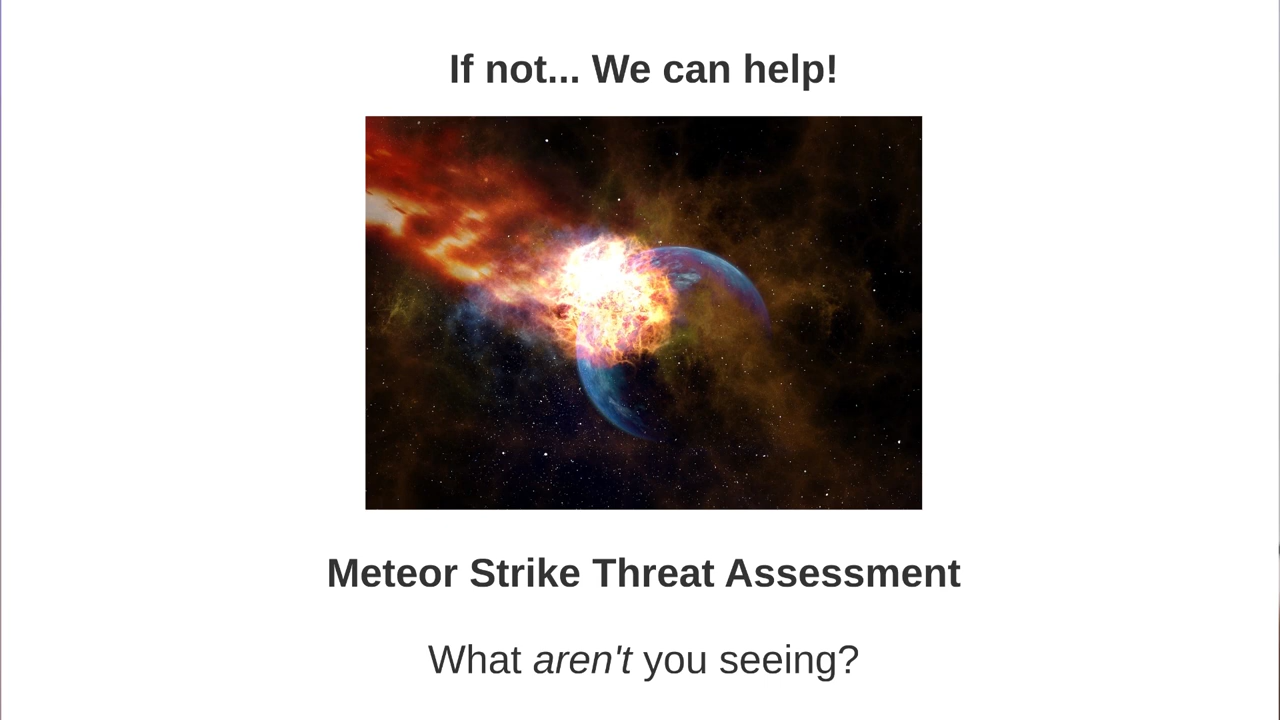 If not... We can help!
Meteor Strike Threat Assessment
What aren't you seeing?